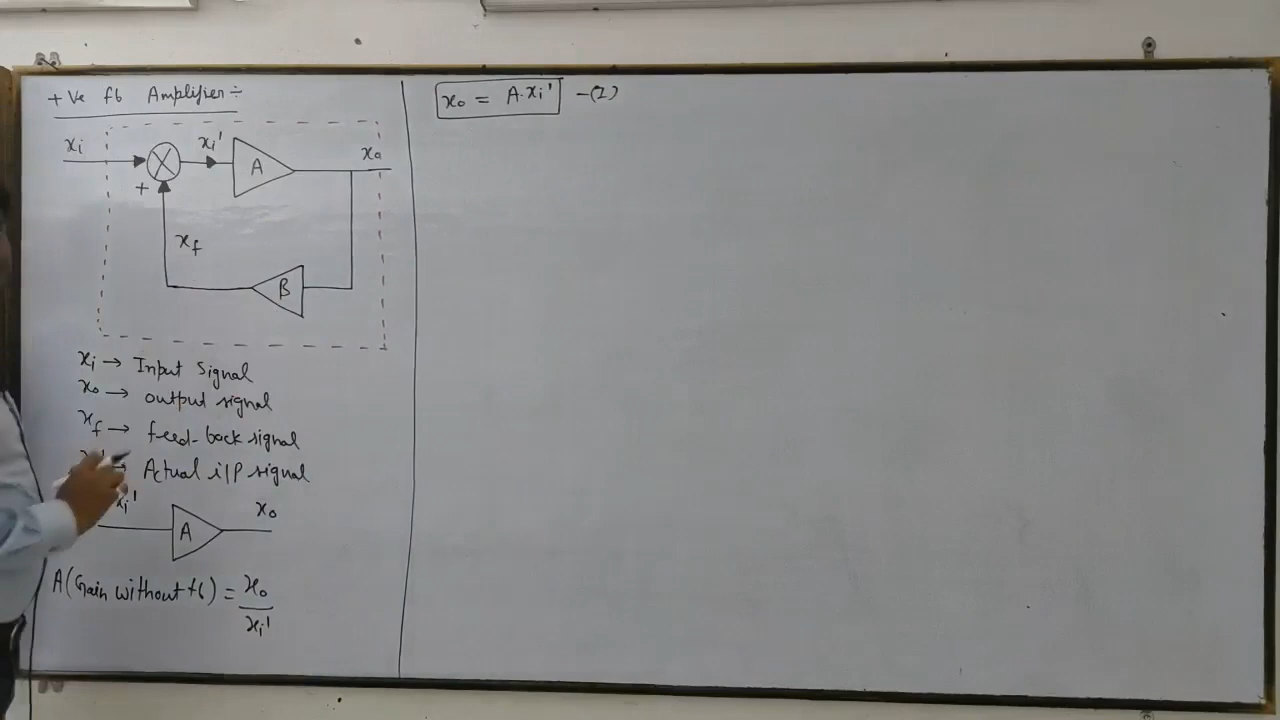 +Ve fb Amplifier÷
xi
xi'
A
xo
+
xf
β
xi → Input Signal
xo → output signal
xf → feed-back signal
→ Actual i/P signal
xi'
A
xo
A(Gain without fb) = xo
xi'
xo = A·xi' -(1)